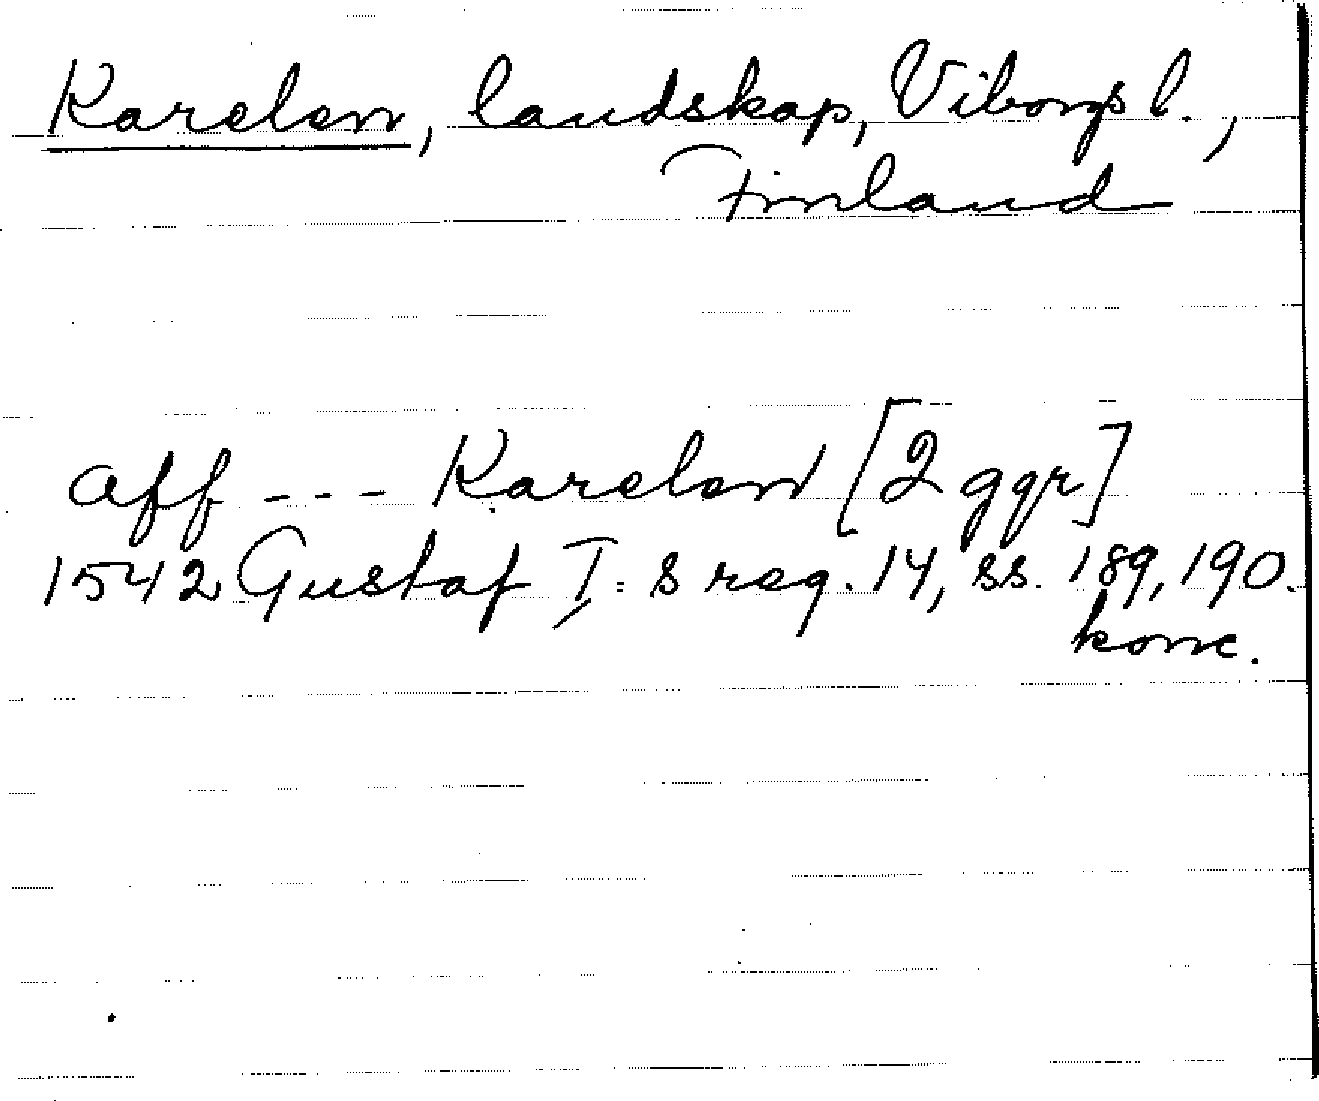 Karelen, landskap, Viborgs l.,
Finland
aff --- Karelen [2 ggr]
1542 Gustaf I:s reg. 14, ss. 189, 190.
konc.